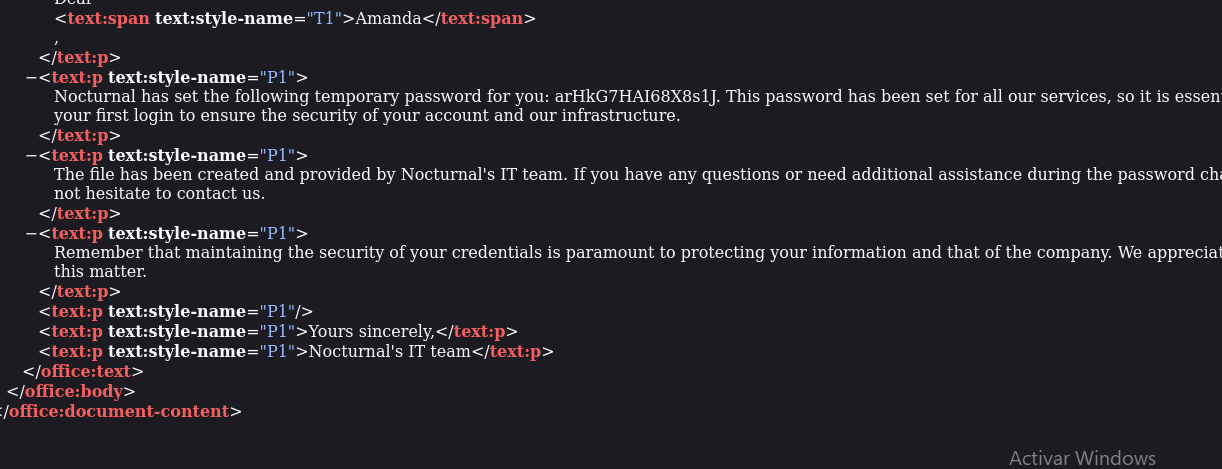 Dear
<text:span text:style-name="T1">Amanda</text:span>
,
</text:p>
−<text:p text:style-name="P1">
Nocturnal has set the following temporary password for you: arHkG7HAI68X8s1J. This password has been set for all our services, so it is
your first login to ensure the security of your account and our infrastructure.
</text:p>
−<text:p text:style-name="P1">
The file has been created and provided by Nocturnal's IT team. If you have any questions or need additional assistance during the password
not hesitate to contact us.
</text:p>
−<text:p text:style-name="P1">
Remember that maintaining the security of your credentials is paramount to protecting your information and that of the company. We
this matter.
</text:p>
<text:p text:style-name="P1"/>
<text:p text:style-name="P1">Yours sincerely,</text:p>
<text:p text:style-name="P1">Nocturnal's IT team</text:p>
</office:text>
</office:body>
</office:document-content>
Activar Windows